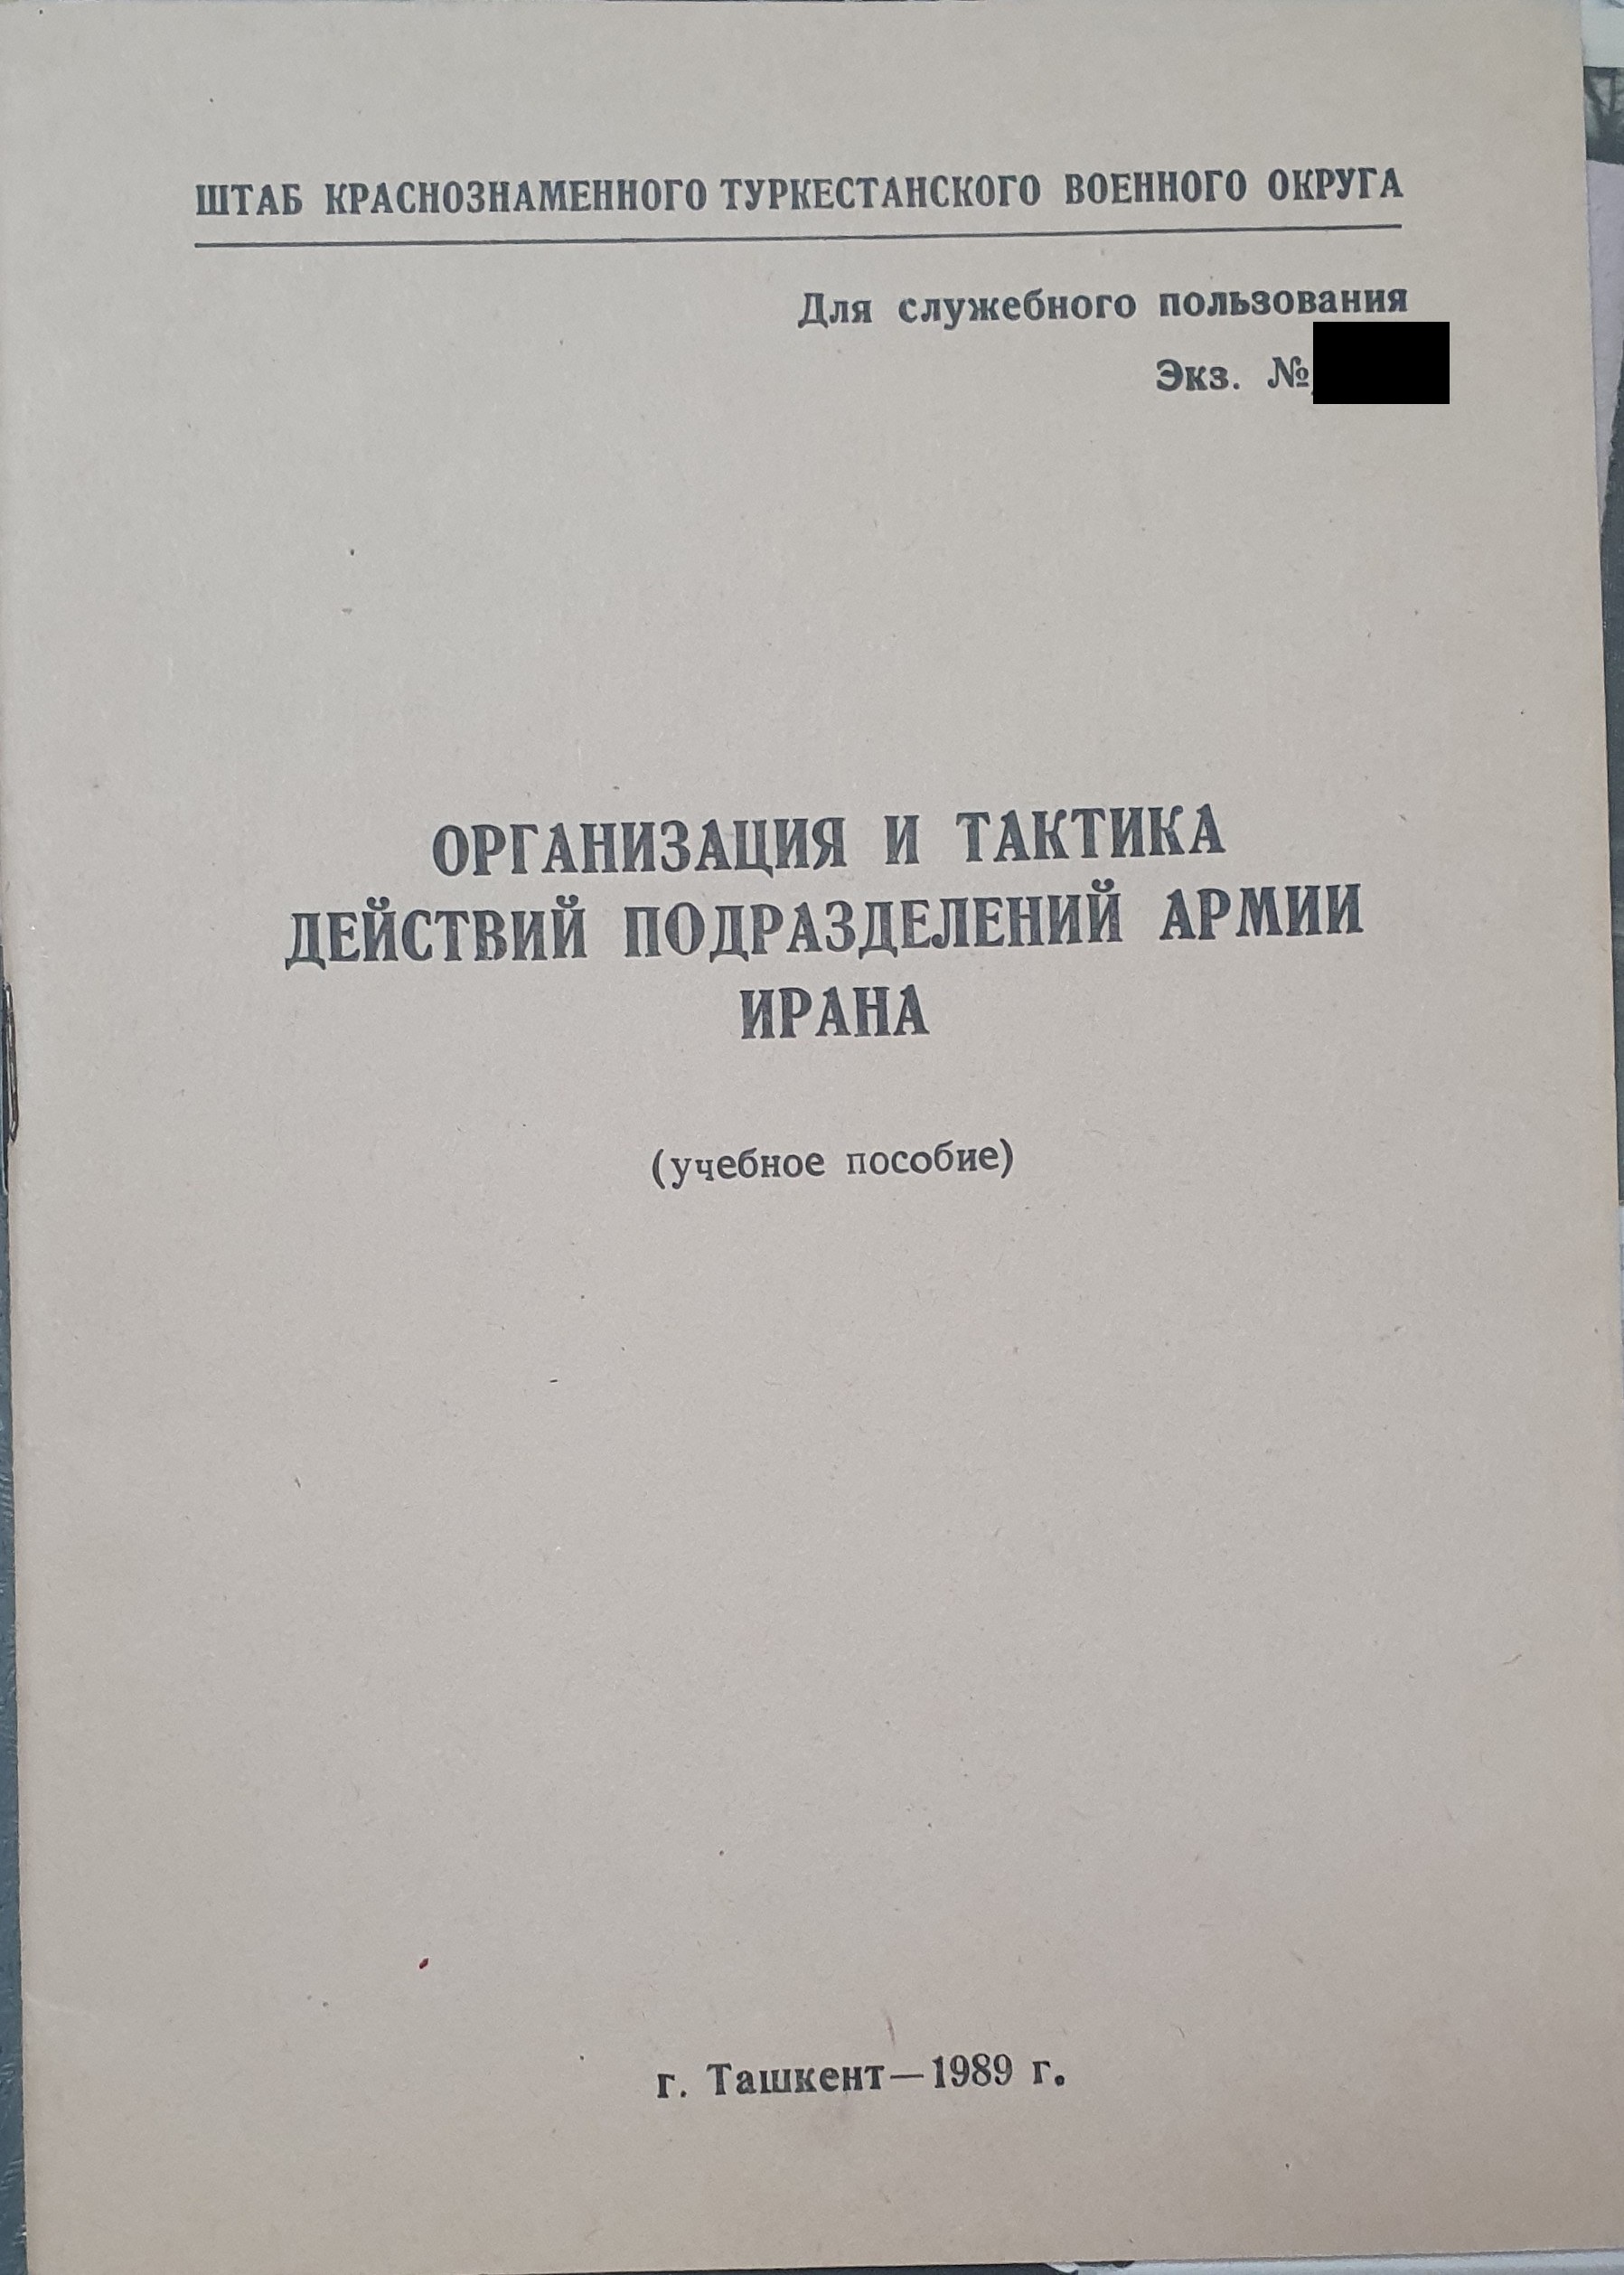 ШТАБ КРАСНОЗНАМЕННОГО ТУРКЕСТАНСКОГО ВОЕННОГО ОКРУГА
Для служебного пользования
Экз. №
ОРГАНИЗАЦИЯ И ТАКТИКА
ДЕЙСТВИЙ ПОДРАЗДЕЛЕНИЙ АРМИИ
ИРАНА
(учебное пособие)
г. Ташкент—1989 г.